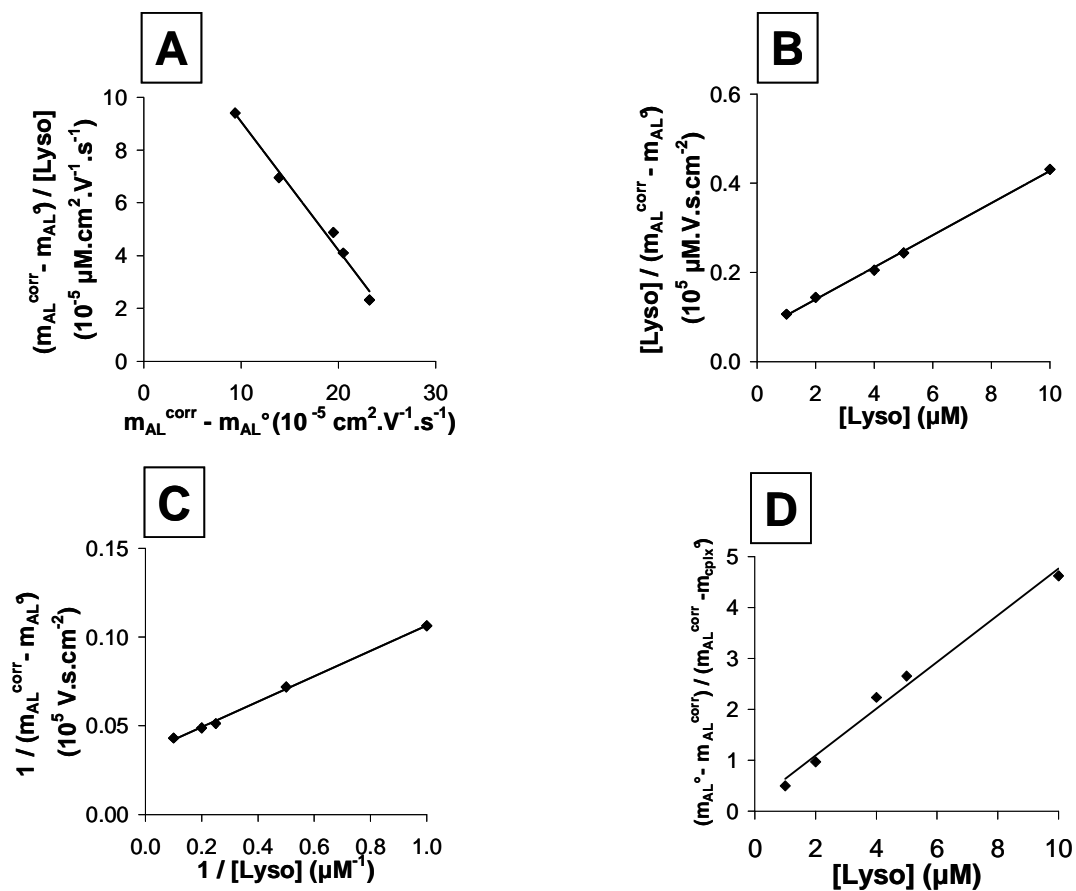 A
(m_AL^corr - m_AL°) / [Lyso]
(10^-5 µM.cm^2.V^-1.s^-1)
10
8
6
4
2
0
0 10 20 30
m_AL^corr - m_AL° (10^-5 cm^2.V^-1.s^-1)
B
[Lyso] / (m_AL^corr - m_AL°)
(10^5 µM.V.s.cm^-2)
0.6
0.4
0.2
0.0
0 2 4 6 8 10
[Lyso] (µM)
C
1 / (m_AL^corr - m_AL°)
(10^5 V.s.cm^-2)
0.15
0.10
0.05
0.00
0.0 0.2 0.4 0.6 0.8 1.0
1 / [Lyso] (µM^-1)
D
(m_AL° - m_AL^corr) / (m_AL^corr -m_cplx°)
5
4
3
2
1
0
0 2 4 6 8 10
[Lyso] (µM)